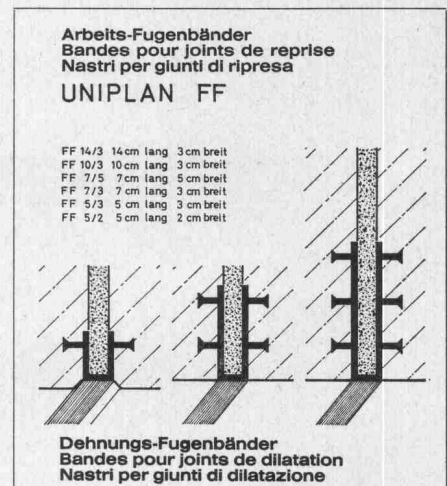 Arbeits-Fugenbänder
Bandes pour joints de reprise
Nastri per giunti di ripresa
UNIPLAN FF
FF 14/3 14 cm lang 3 cm breit
FF 10/3 10 cm lang 3 cm breit
FF 7/5 7 cm lang 5 cm breit
FF 7/3 7 cm lang 3 cm breit
FF 5/3 5 cm lang 3 cm breit
FF 5/2 5 cm lang 2 cm breit
Dehnungs-Fugenbänder
Bandes pour joints de dilatation
Nastri per giunti di dilatazione